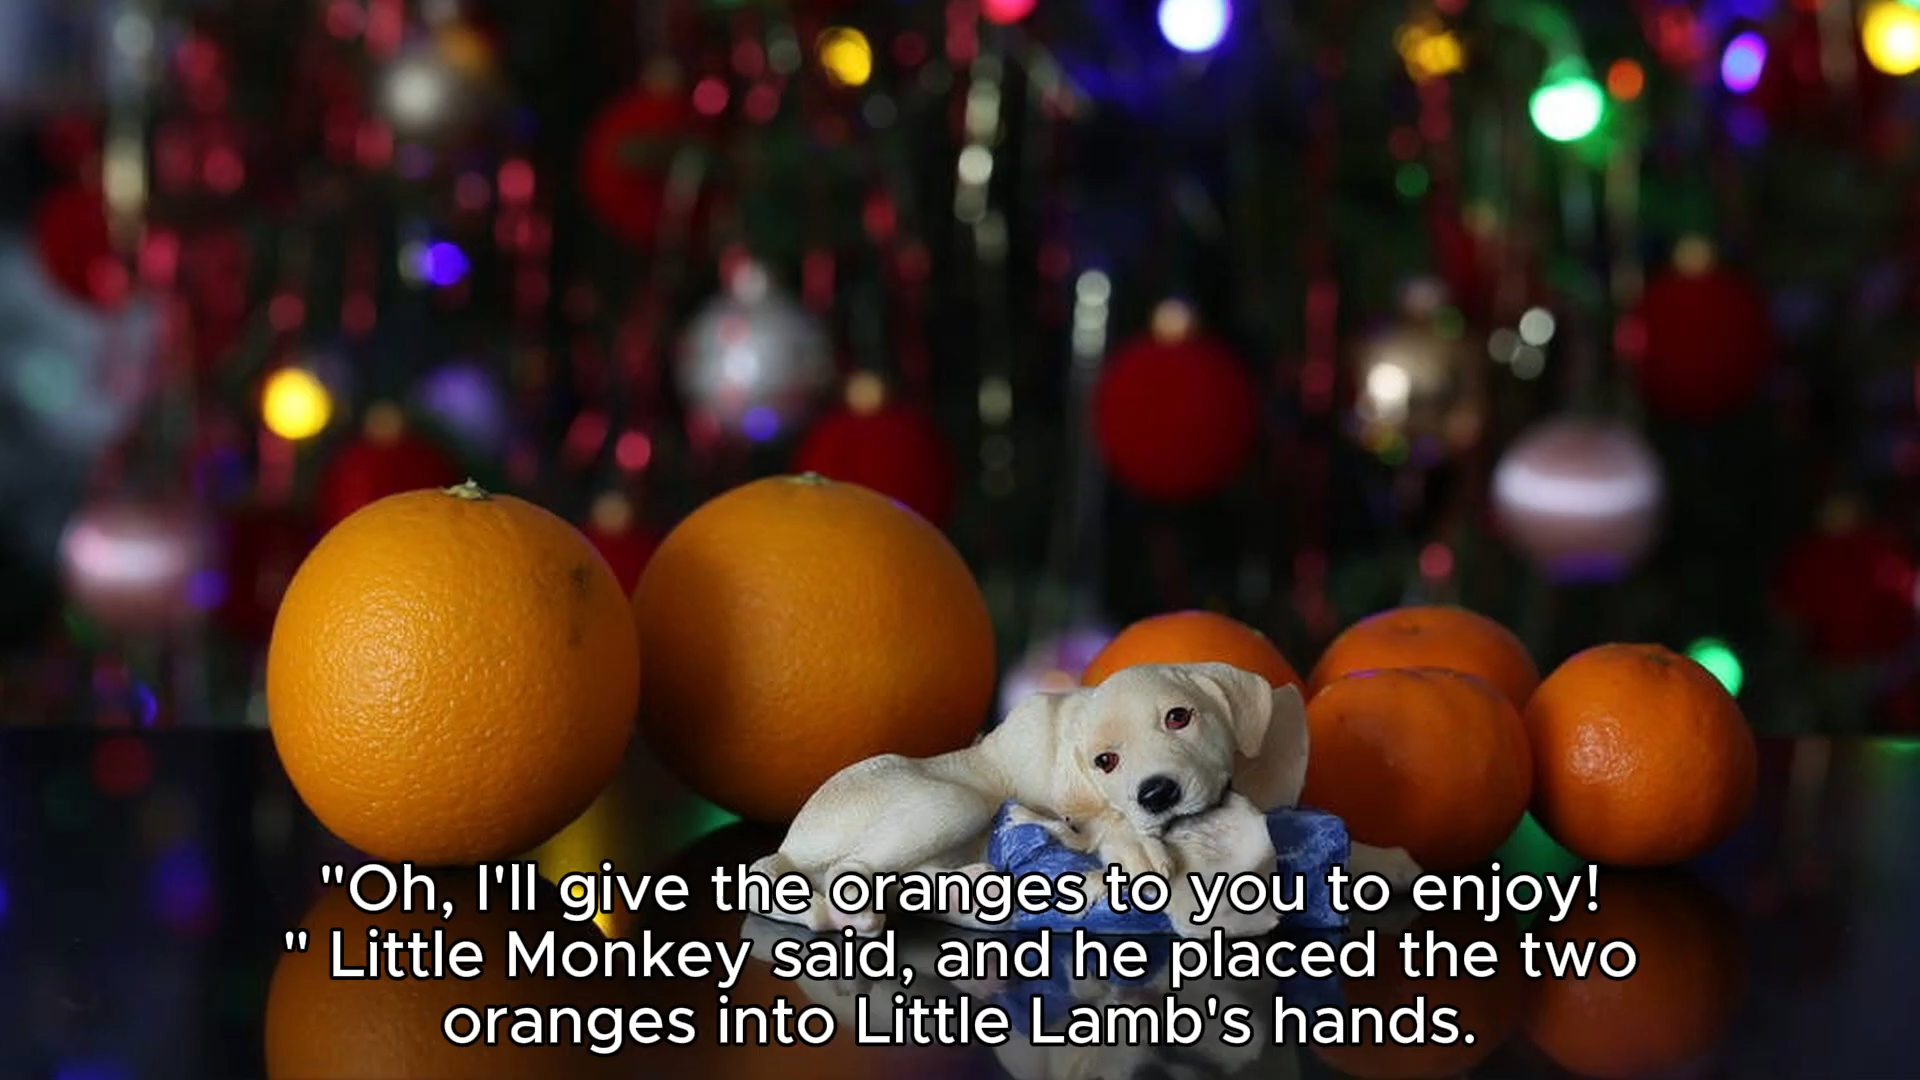 "Oh, I'll give the oranges to you to enjoy!
" Little Monkey said, and he placed the two
oranges into Little Lamb's hands.